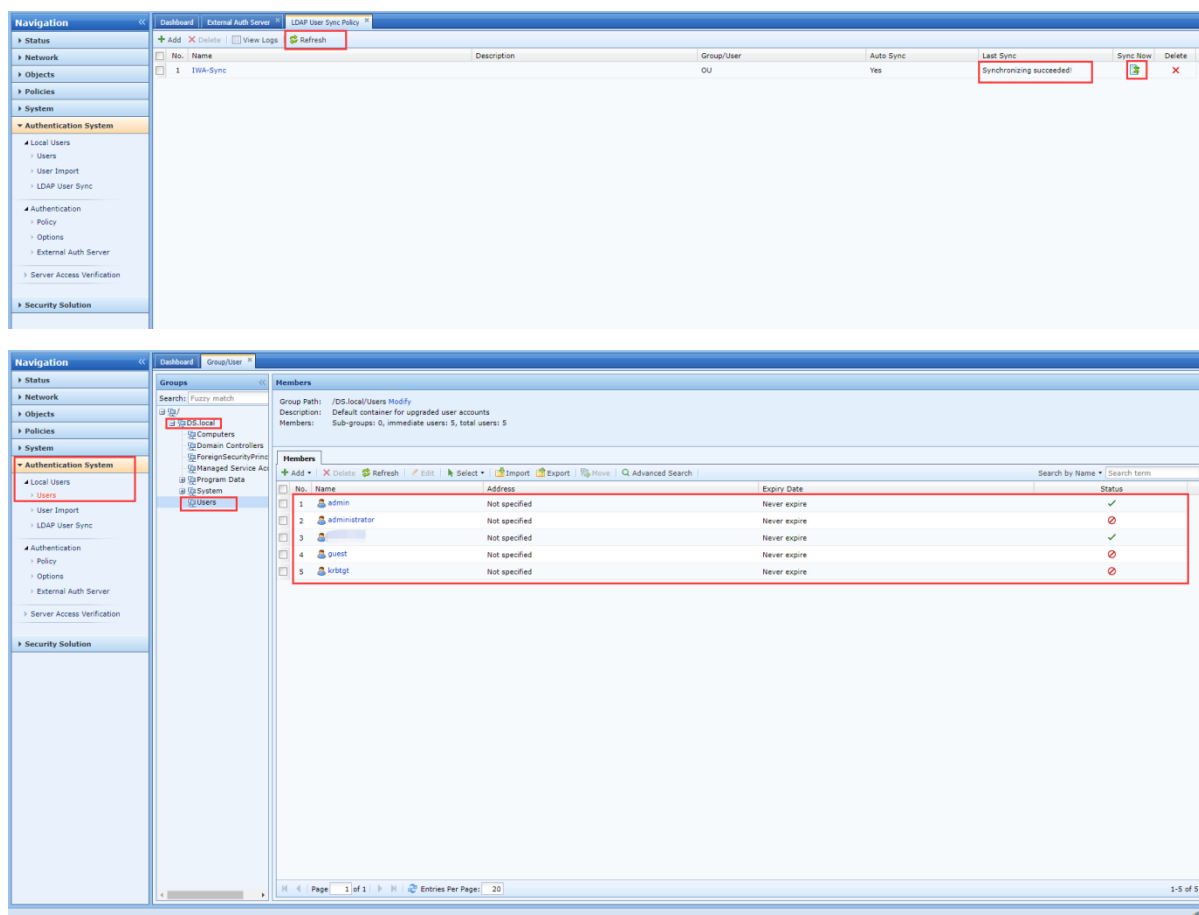 Navigation
Dashboard External Auth Server LDAP User Sync Policy
Status
Add Delete View Logs Refresh
Network
No. Name Description Group/User Auto Sync Last Sync Sync Now Delete
Objects
1 IWA-Sync OU Yes Synchronizing succeeded!
Policies
System
Authentication System
Local Users
Users
User Import
LDAP User Sync
Authentication
Policy
Options
External Auth Server
Server Access Verification
Security Solution
Navigation
Dashboard Group/User
Status
Network
Objects
Policies
System
Authentication System
Local Users
Users
User Import
LDAP User Sync
Authentication
Policy
Options
External Auth Server
Server Access Verification
Security Solution
Groups
Search: Fuzzy match
/
DS.local
Computers
Domain Controllers
ForeignSecurityPrinc
Managed Service Acc
Program Data
System
Users
Members
Group Path: /DS.local/Users Modify
Description: Default container for upgraded user accounts
Members: Sub-groups: 0, immediate users: 5, total users: 5
Members
Add Delete Refresh Edit Select Import Export Move Advanced Search Search by Name Search term
No. Name Address Expiry Date Status
1 admin Not specified Never expire
2 administrator Not specified Never expire
3 Not specified Never expire
4 guest Not specified Never expire
5 krbtgt Not specified Never expire
Page 1 of 1 Entries Per Page: 20 1-5 of 5